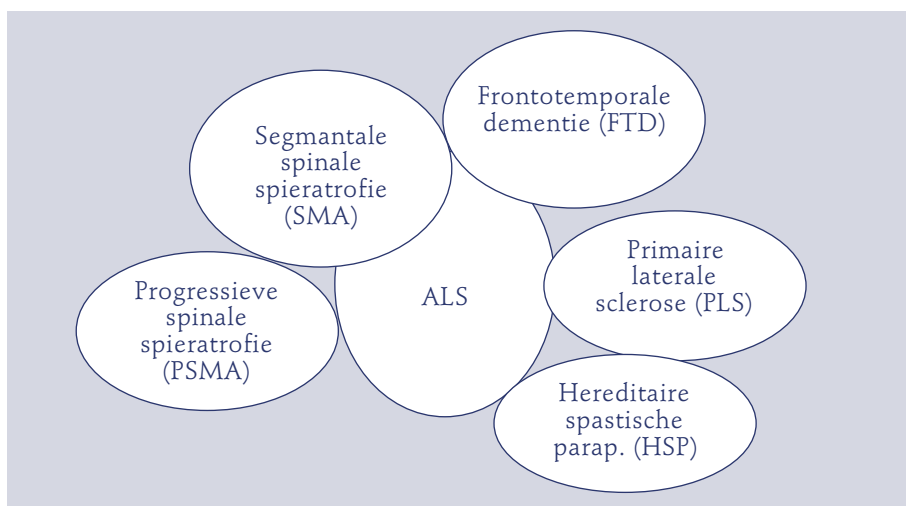 Segmantale
spinale
spieratrofie
(SMA)
Frontotemporale
dementie (FTD)
Progressieve
spinale
spieratrofie
(PSMA)
ALS
Primaire
laterale
sclerose (PLS)
Hereditaire
spastische
parap. (HSP)